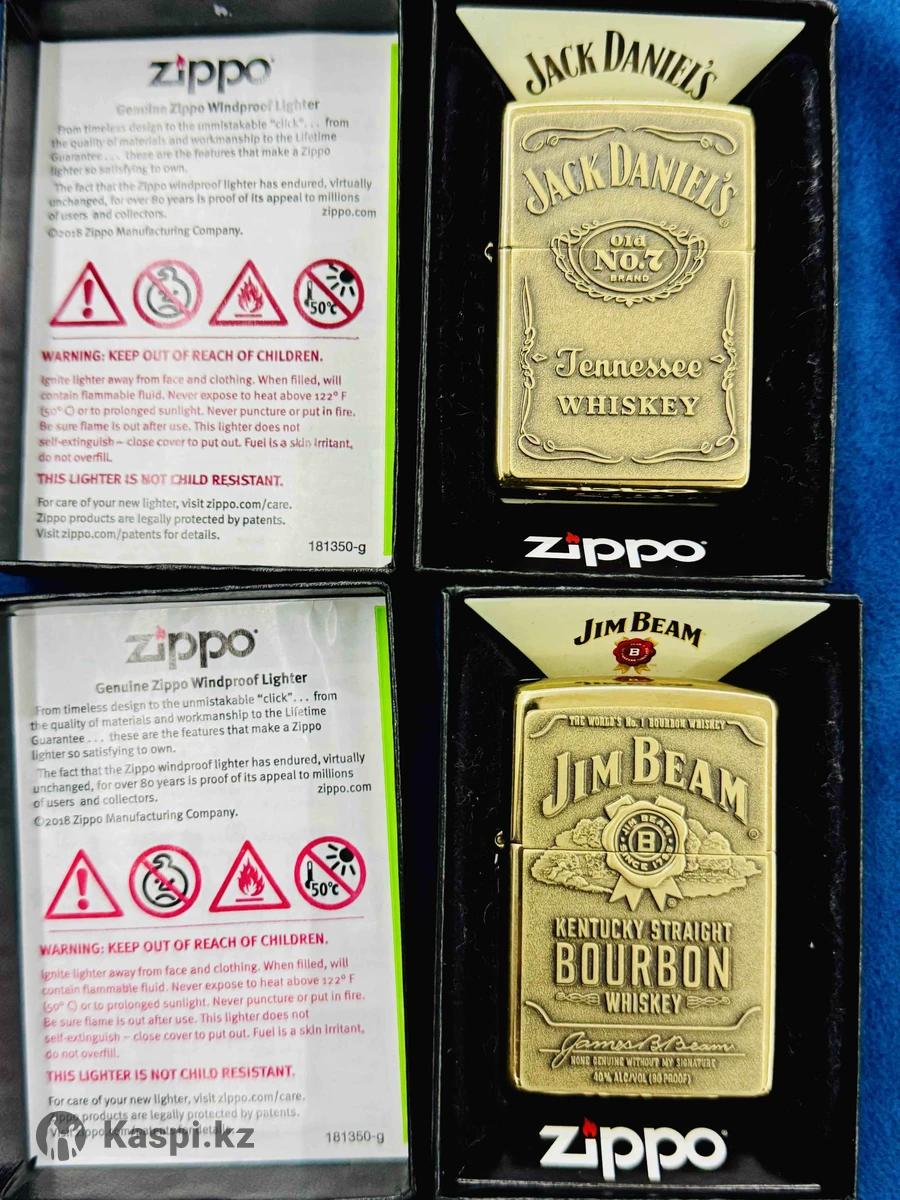 zippo
Genuine Zippo Windproof Lighter
From timeless design to the unmistakable “click”... from
the quality of materials and workmanship to the Lifetime
Guarantee... these are the features that make a Zippo
lighter so satisfying to own.
The fact that the Zippo windproof lighter has endured, virtually
unchanged, for over 80 years is proof of its appeal to millions
of users and collectors.
zippo.com
©2018 Zippo Manufacturing Company.
50°C
WARNING: KEEP OUT OF REACH OF CHILDREN.
Ignite lighter away from face and clothing. When filled, will
contain flammable fluid. Never expose to heat above 122° F
(50° C) or to prolonged sunlight. Never puncture or put in fire.
Be sure flame is out after use. This lighter does not
self-extinguish – close cover to put out. Fuel is a skin irritant,
do not overfill.
THIS LIGHTER IS NOT CHILD RESISTANT.
For care of your new lighter, visit zippo.com/care.
Zippo products are legally protected by patents.
Visit zippo.com/patents for details.
181350-g
JACK DANIEL'S
JACK DANIEL'S
Old
No.7
BRAND
Tennessee
WHISKEY
zippo
zippo
Genuine Zippo Windproof Lighter
From timeless design to the unmistakable “click”... from
the quality of materials and workmanship to the Lifetime
Guarantee... these are the features that make a Zippo
lighter so satisfying to own.
The fact that the Zippo windproof lighter has endured, virtually
unchanged, for over 80 years is proof of its appeal to millions
of users and collectors.
zippo.com
©2018 Zippo Manufacturing Company.
50°C
WARNING: KEEP OUT OF REACH OF CHILDREN.
Ignite lighter away from face and clothing. When filled, will
contain flammable fluid. Never expose to heat above 122° F
(50° C) or to prolonged sunlight. Never puncture or put in fire.
Be sure flame is out after use. This lighter does not
self-extinguish – close cover to put out. Fuel is a skin irritant,
do not overfill.
THIS LIGHTER IS NOT CHILD RESISTANT.
For care of your new lighter, visit zippo.com/care.
Zippo products are legally protected by patents.
Visit zippo.com/patents for details.
181350-g
Kaspi.kz
JIM BEAM
B
THE WORLD'S No. 1 BOURBON WHISKEY
JIM BEAM
JIM BEAM
B
SINCE 1795
KENTUCKY STRAIGHT
BOURBON
WHISKEY
James B. Beam
NONE GENUINE WITHOUT MY SIGNATURE
40% ALC/VOL (80 PROOF)
zippo